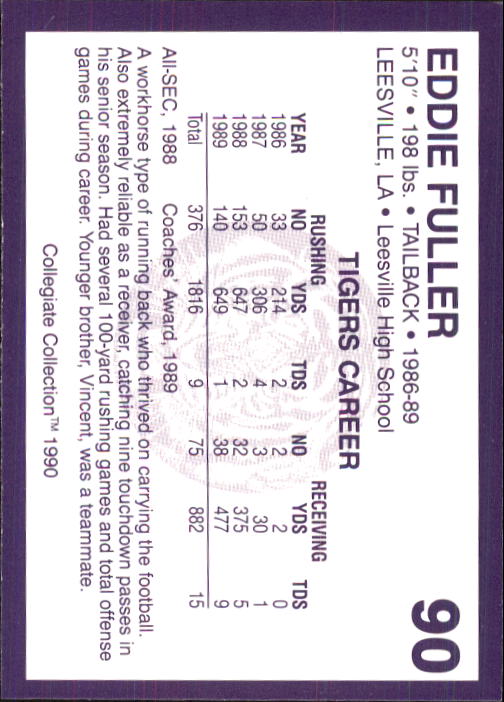 EDDIE FULLER 90
5'10" • 198 lbs. • TAILBACK • 1986-89
LEESVILLE, LA • Leesville High School
TIGERS CAREER
RUSHING RECEIVING
YEAR NO YDS TDS NO YDS TDS
1986 33 214 2 2 2 0
1987 50 306 4 3 30 1
1988 153 647 2 32 375 5
1989 140 649 1 38 477 9
Total 376 1816 9 75 882 15
All-SEC, 1988 Coaches' Award, 1989
A workhorse type of running back who thrived on carrying the football.
Also extremely reliable as a receiver, catching nine touchdown passes in
his senior season. Had several 100-yard rushing games and total offense
games during career. Younger brother, Vincent, was a teammate.
Collegiate Collection™ 1990